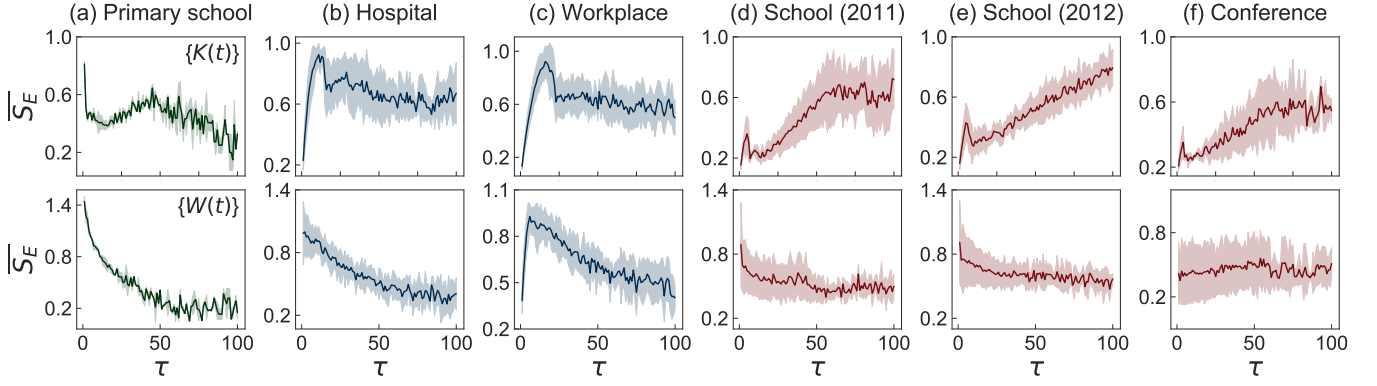 (a) Primary school (b) Hospital (c) Workplace (d) School (2011) (e) School (2012) (f) Conference
{K(t)}
1.0 0.6 0.2
1.0 0.6 0.2
1.0 0.6 0.2
1.0 0.6 0.2
1.0 0.6 0.2
1.0 0.6 0.2
S̅_E
{W(t)}
1.4 0.8 0.2
1.4 0.8 0.2
1.1 0.8 0.5 0.2
1.4 0.8 0.2
1.4 0.8 0.2
0.8 0.2
S̅_E
0 50 100 0 50 100 0 50 100 0 50 100 0 50 100 0 50 100
τ τ τ τ τ τ